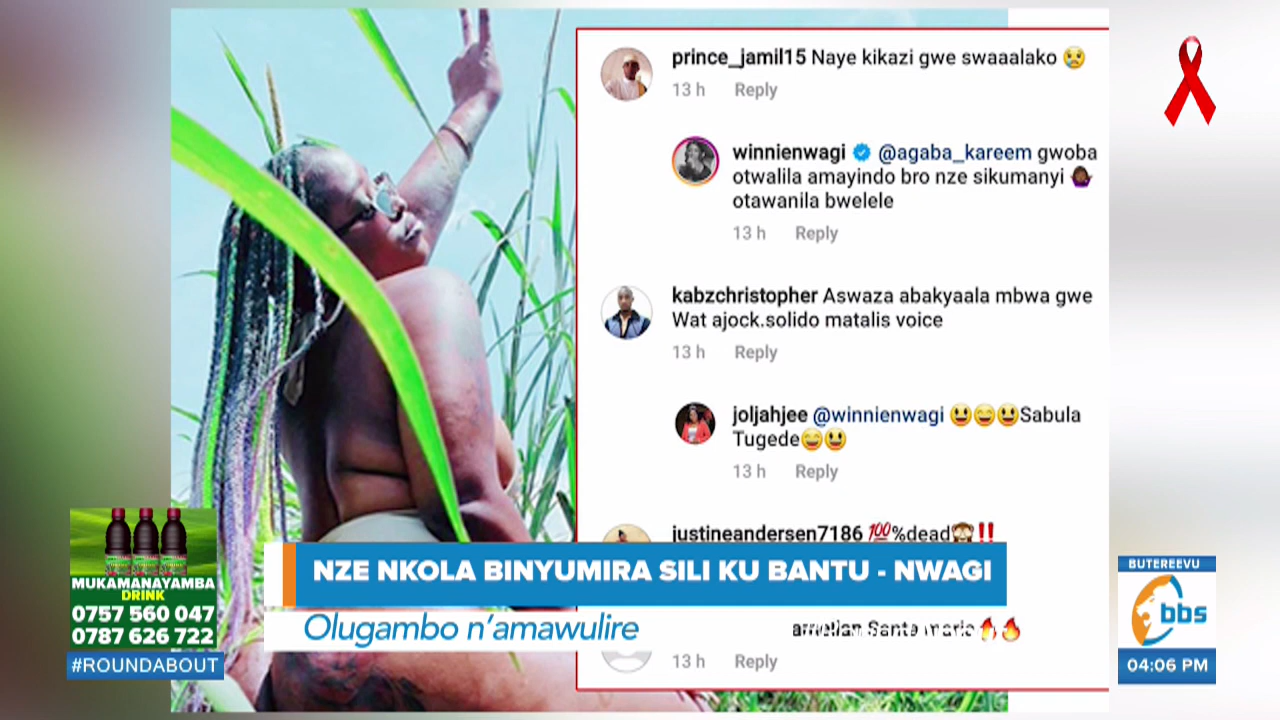 prince_jamil15 Naye kikazi gwe swaaalako 😢
13 h Reply
winnienwagi @agaba_kareem gwoba
otwalila amayindo bro nze sikumanyi 🤷🏿‍♀️
otawanila bwelele
13 h Reply
kabzchristopher Aswaza abakyaala mbwa gwe
Wat ajock.solido matalis voice
13 h Reply
joljahjee @winnienwagi 😃😄😃Sabula
Tugede😄😃
13 h Reply
justineandersen7186 💯%dead🙈‼️
NZE NKOLA BINYUMIRA SILI KU BANTU - NWAGI
Olugambo n'amawulire
Santa 🔥🔥
13 h Reply
MUKAMANAYAMBA
DRINK
0757 560 047
0787 626 722
#ROUNDABOUT
BUTEREEVU
bbs
04:06 PM